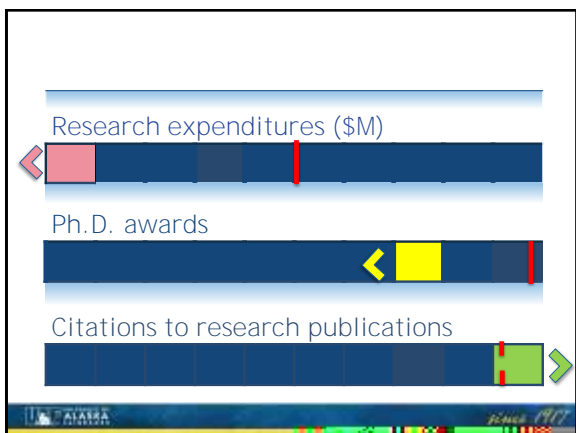 Research expenditures ($M)
Ph.D. awards
Citations to research publications
ALASKA
since 1917